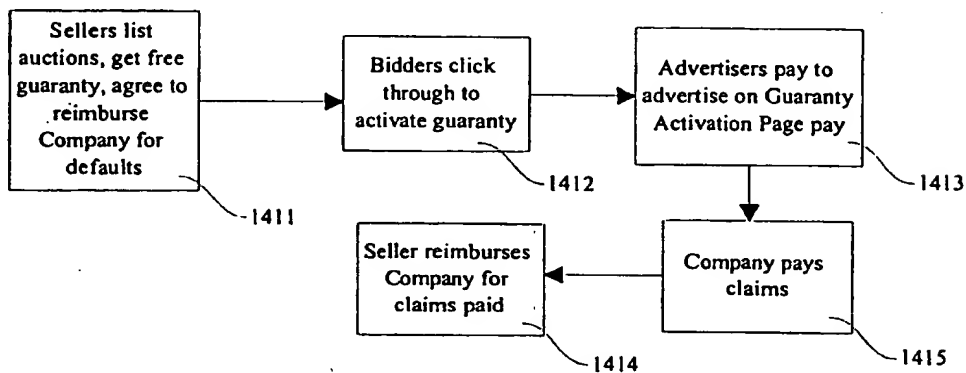 Sellers list
auctions, get free
guaranty, agree to
reimburse
Company for
defaults
1411
Bidders click
through to
activate guaranty
1412
Advertisers pay to
advertise on Guaranty
Activation Page pay
1413
Seller reimburses
Company for
claims paid
1414
Company pays
claims
1415